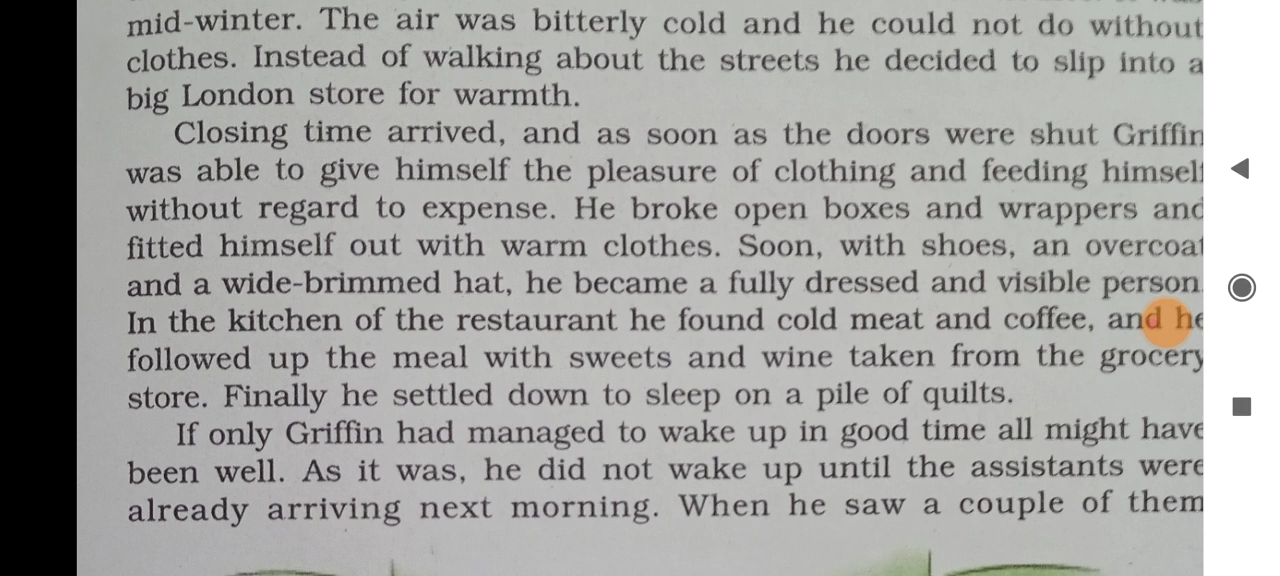 mid-winter. The air was bitterly cold and he could not do without
clothes. Instead of walking about the streets he decided to slip into a
big London store for warmth.
Closing time arrived, and as soon as the doors were shut Griffin
was able to give himself the pleasure of clothing and feeding himself
without regard to expense. He broke open boxes and wrappers and
fitted himself out with warm clothes. Soon, with shoes, an overcoat
and a wide-brimmed hat, he became a fully dressed and visible person.
In the kitchen of the restaurant he found cold meat and coffee, and he
followed up the meal with sweets and wine taken from the grocery
store. Finally he settled down to sleep on a pile of quilts.
If only Griffin had managed to wake up in good time all might have
been well. As it was, he did not wake up until the assistants were
already arriving next morning. When he saw a couple of them